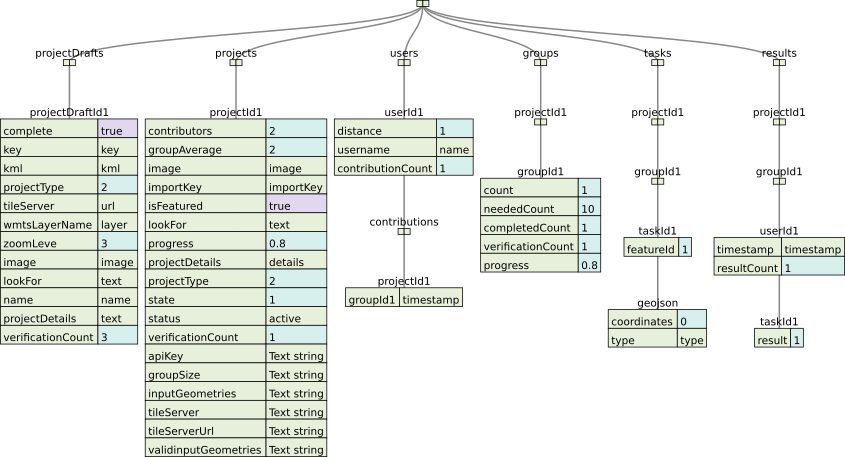 projectDrafts projects users groups tasks results
projectDraftId1
complete true
key key
kml kml
projectType 2
tileServer url
wmtsLayerName layer
zoomLeve 3
image image
lookFor text
name name
projectDetails text
verificationCount 3
projectId1
contributors 2
groupAverage 2
image image
importKey importKey
isFeatured true
lookFor text
progress 0.8
projectDetails details
projectType 2
state 1
status active
verificationCount 1
apiKey Text string
groupSize Text string
inputGeometries Text string
tileServer Text string
tileServerUrl Text string
validinputGeometries Text string
userId1
distance 1
username name
contributionCount 1
contributions
projectId1
groupId1 timestamp
projectId1
groupId1
count 1
neededCount 10
completedCount 1
verificationCount 1
progress 0.8
projectId1
groupId1
taskId1
featureId 1
geojson
coordinates 0
type type
projectId1
groupId1
userId1
timestamp timestamp
resultCount 1
taskId1
result 1